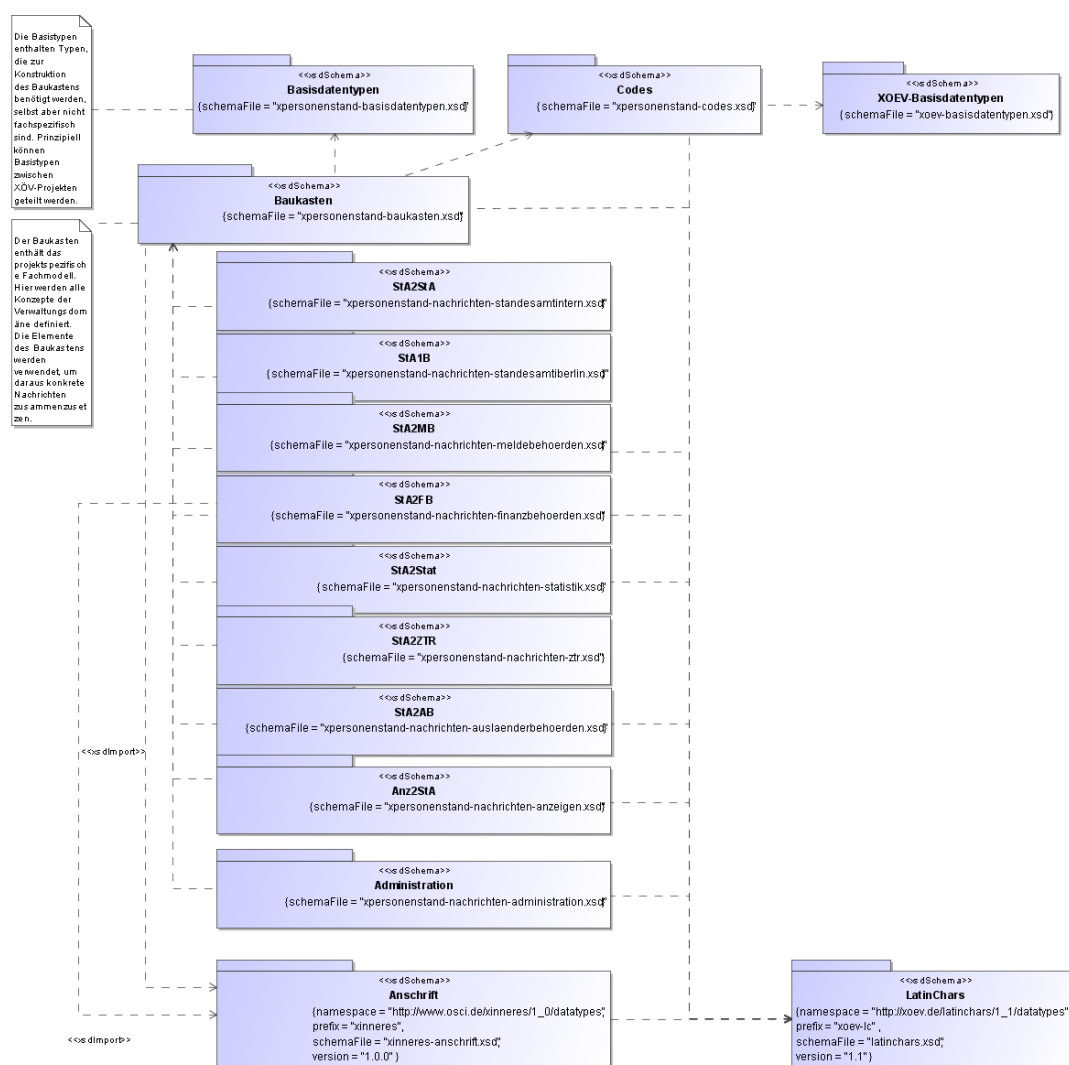 Die Basistypen
enthalten Typen,
die zur
Konstruktion
des Baukastens
benötigt werden,
selbst aber nicht
fachspezifisch
sind. Prinzipiell
können
Basistypen
zwischen
XÖV-Projekten
geteilt werden.
<<xsdSchema>>
Basisdatentypen
{schemaFile = "xpersonenstand-basisdatentypen.xsd"}
<<xsdSchema>>
Codes
{schemaFile = "xpersonenstand-codes.xsd"}
<<xsdSchema>>
XOEV-Basisdatentypen
{schemaFile = "xoev-basisdatentypen.xsd"}
<<xsdSchema>>
Baukasten
{schemaFile = "xpersonenstand-baukasten.xsd"}
Der Baukasten
enthält das
projektspezifisch
e Fachmodell.
Hier werden alle
Konzepte der
Verwaltungsdom
äne definiert.
Die Elemente
des Baukastens
werden
verwendet, um
daraus konkrete
Nachrichten
zusammenzuset
zen.
<<xsdSchema>>
StA2StA
{schemaFile = "xpersonenstand-nachrichten-standesamtintern.xsd"
<<xsdSchema>>
StA1B
{schemaFile = "xpersonenstand-nachrichten-standesamtiberlin.xsd"
<<xsdSchema>>
StA2MB
{schemaFile = "xpersonenstand-nachrichten-meldebehoerden.xsd"}
<<xsdSchema>>
StA2FB
{schemaFile = "xpersonenstand-nachrichten-finanzbehoerden.xsd"}
<<xsdSchema>>
StA2Stat
{schemaFile = "xpersonenstand-nachrichten-statistik.xsd"}
<<xsdSchema>>
StA2ZTR
{schemaFile = "xpersonenstand-nachrichten-ztr.xsd"}
<<xsdSchema>>
StA2AB
{schemaFile = "xpersonenstand-nachrichten-auslaenderbehoerden.xsd"}
<<xsdImport>>
<<xsdSchema>>
Anz2StA
{schemaFile = "xpersonenstand-nachrichten-anzeigen.xsd"}
<<xsdSchema>>
Administration
{schemaFile = "xpersonenstand-nachrichten-administration.xsd"
<<xsdSchema>>
Anschrift
{namespace = "http://www.osci.de/xinneres/1_0/datatypes",
prefix = "xinneres",
schemaFile = "xinneres-anschrift.xsd",
version = "1.0.0" }
<<xsdImport>>
<<xsdSchema>>
LatinChars
{namespace = "http://xoev.de/latinchars/1_1/datatypes"
prefix = "xoev-lc" ,
schemaFile = "latinchars.xsd",
version = "1.1" }